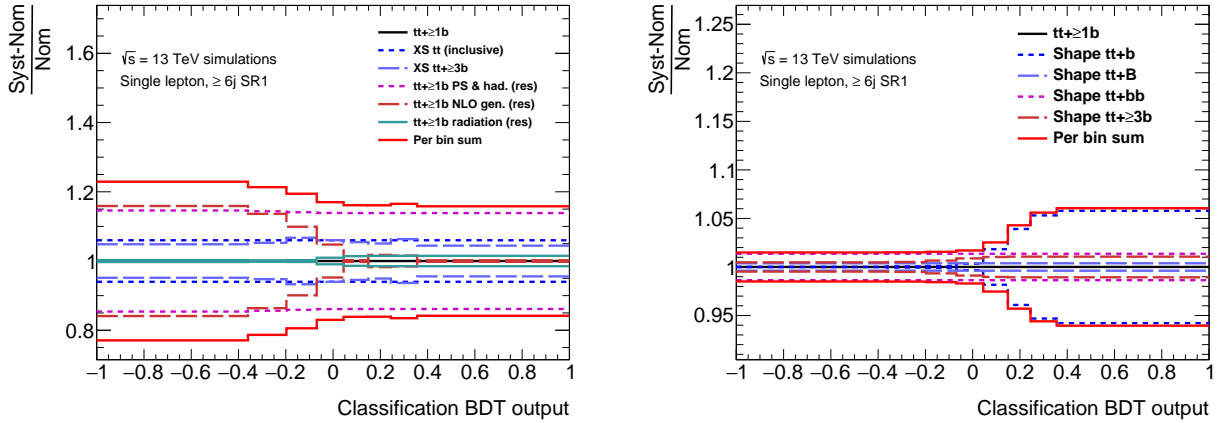 Syst-Nom
Nom
1.6
1.4
1.2
1
0.8
√s = 13 TeV simulations
Single lepton, ≥ 6j SR1
tt+≥1b
XS tt (inclusive)
XS tt+≥3b
tt+≥1b PS & had. (res)
tt+≥1b NLO gen. (res)
tt+≥1b radiation (res)
Per bin sum
−1 −0.8 −0.6 −0.4 −0.2 0 0.2 0.4 0.6 0.8 1
Classification BDT output
Syst-Nom
Nom
1.25
1.2
1.15
1.1
1.05
1.00
0.95
√s = 13 TeV simulations
Single lepton, ≥ 6j SR1
tt+≥1b
Shape tt+b
Shape tt+B
Shape tt+bb
Shape tt+≥3b
Per bin sum
−1 −0.8 −0.6 −0.4 −0.2 0 0.2 0.4 0.6 0.8 1
Classification BDT output